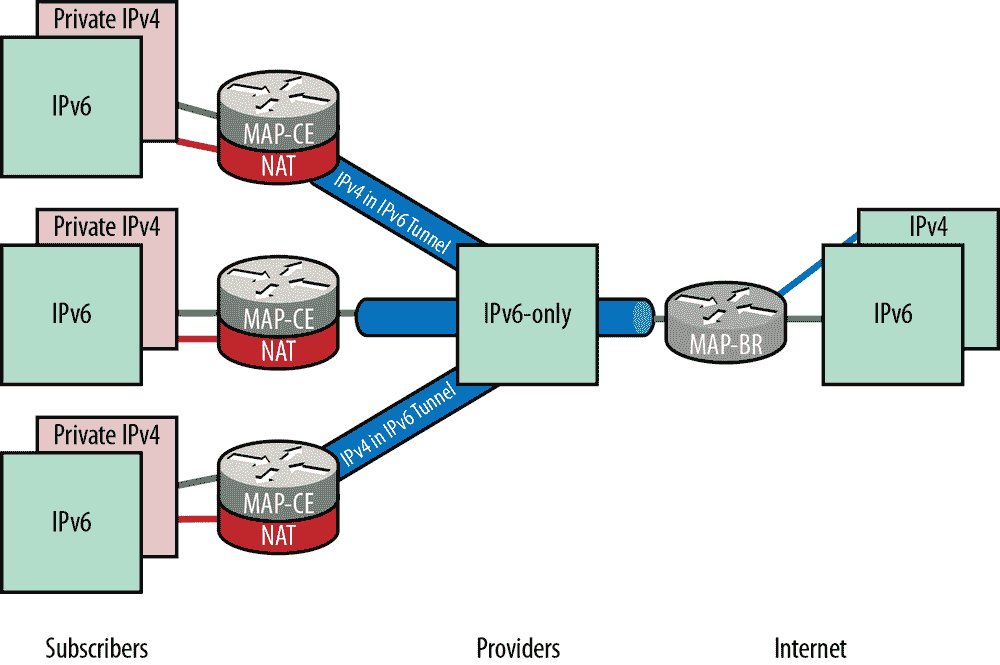 Private IPv4
IPv6
MAP-CE
NAT
IPv4 in IPv6 Tunnel
Private IPv4
IPv6
MAP-CE
NAT
IPv6-only
MAP-BR
IPv4
IPv6
Private IPv4
IPv6
MAP-CE
NAT
IPv4 in IPv6 Tunnel
Subscribers
Providers
Internet